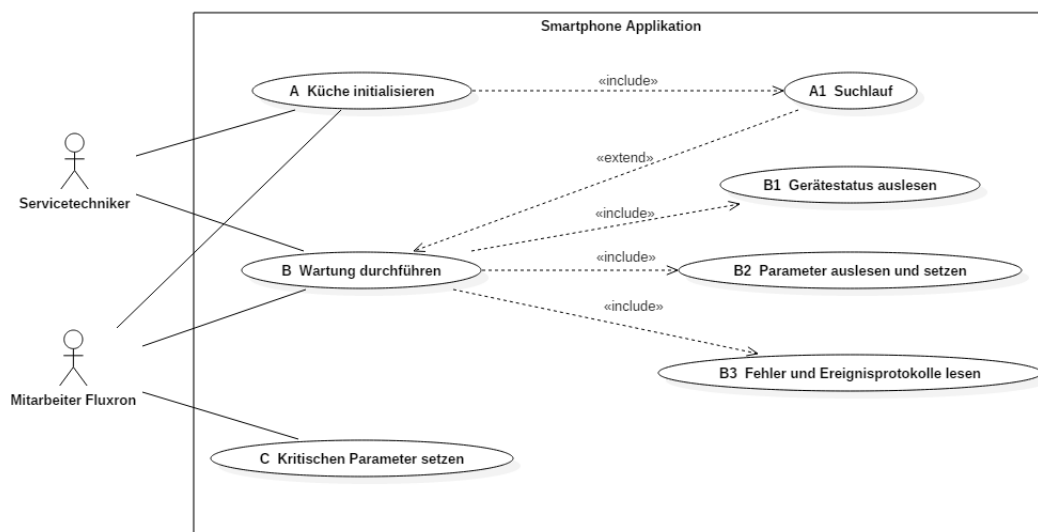 Smartphone Applikation
A Küche initialisieren
«include»
A1 Suchlauf
«extend»
Servicetechniker
B1 Gerätestatus auslesen
«include»
B Wartung durchführen
«include»
B2 Parameter auslesen und setzen
«include»
B3 Fehler und Ereignisprotokolle lesen
Mitarbeiter Fluxron
C Kritischen Parameter setzen